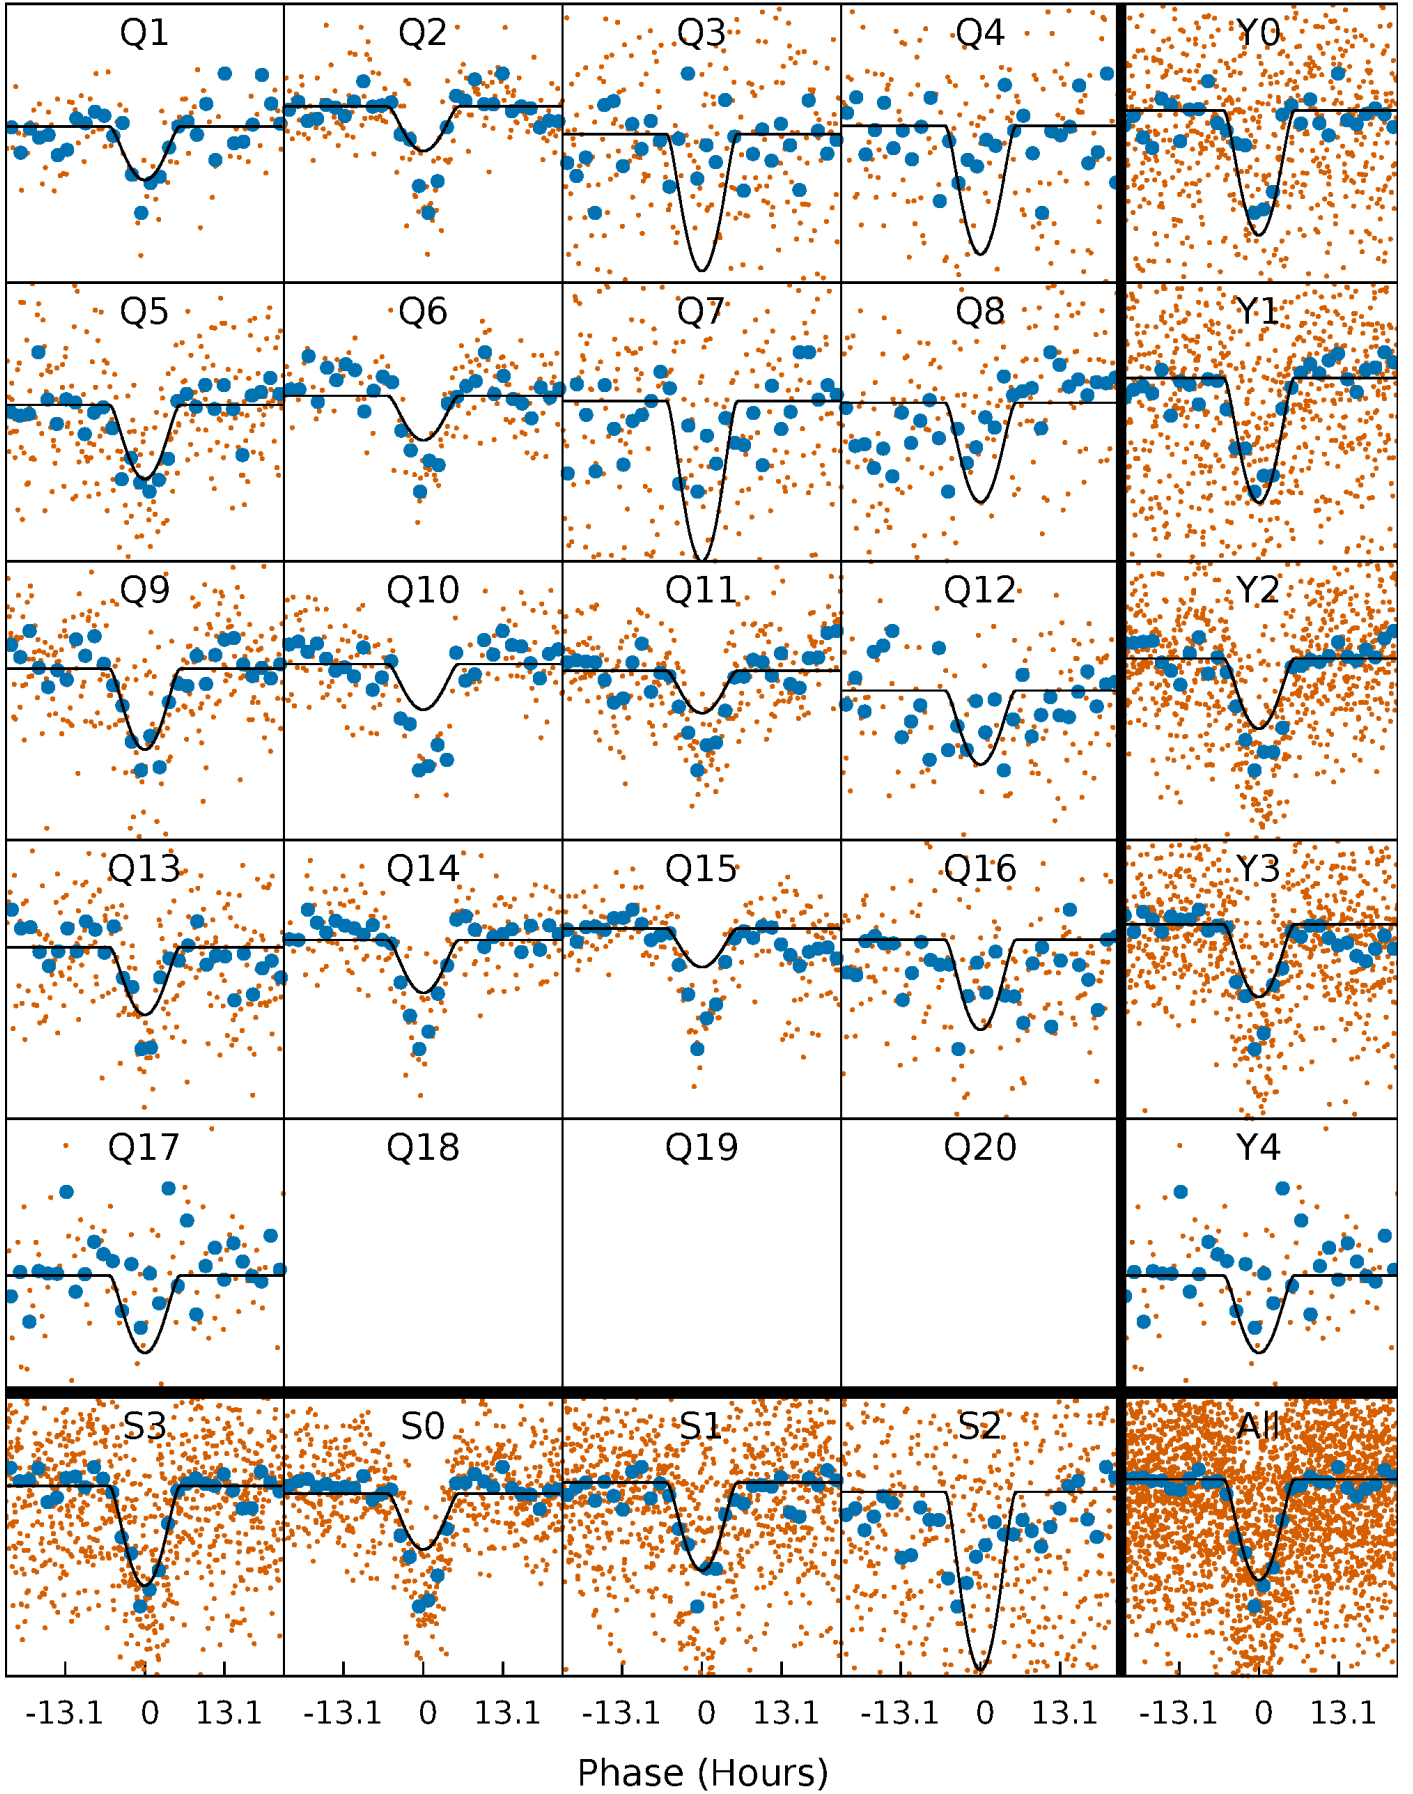 Q1 Q2 Q3 Q4 Y0
Q5 Q6 Q7 Q8 Y1
Q9 Q10 Q11 Q12 Y2
Q13 Q14 Q15 Q16 Y3
Q17 Q18 Q19 Q20 Y4
S3 S0 S1 S2 All
-13.1 0 13.1 -13.1 0 13.1 -13.1 0 13.1 -13.1 0 13.1 -13.1 0 13.1
Phase (Hours)